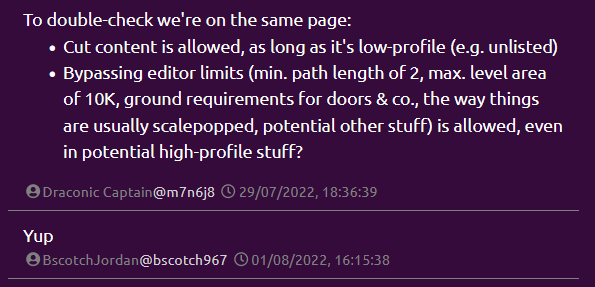 To double-check we're on the same page:
• Cut content is allowed, as long as it's low-profile (e.g. unlisted)
• Bypassing editor limits (min. path length of 2, max. level area
of 10K, ground requirements for doors & co., the way things
are usually scalepopped, potential other stuff) is allowed, even
in potential high-profile stuff?
Draconic Captain@m7n6j8 29/07/2022, 18:36:39
Yup
BscotchJordan@bscotch967 01/08/2022, 16:15:38